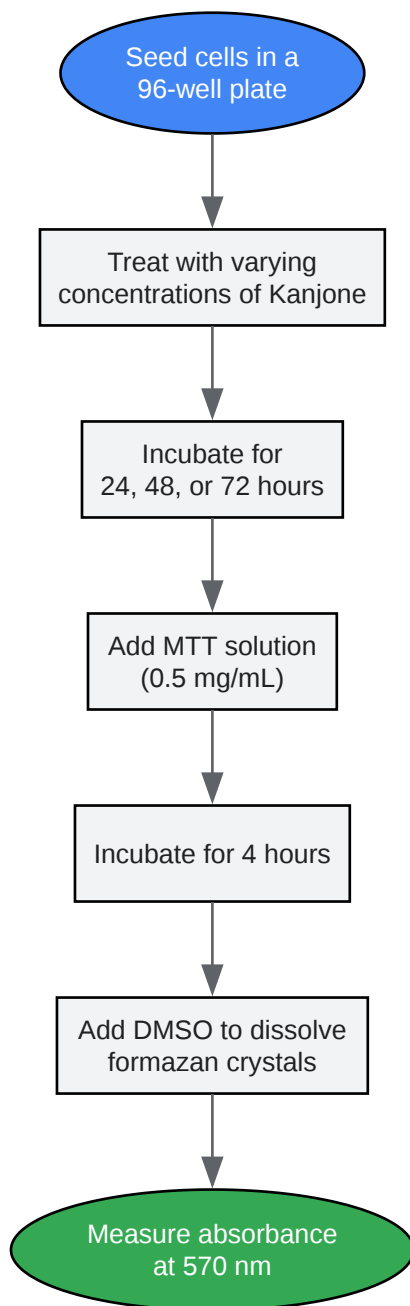 Seed cells in a
96-well plate
Treat with varying
concentrations of Kanjone
Incubate for
24, 48, or 72 hours
Add MTT solution
(0.5 mg/mL)
Incubate for 4 hours
Add DMSO to dissolve
formazan crystals
Measure absorbance
at 570 nm